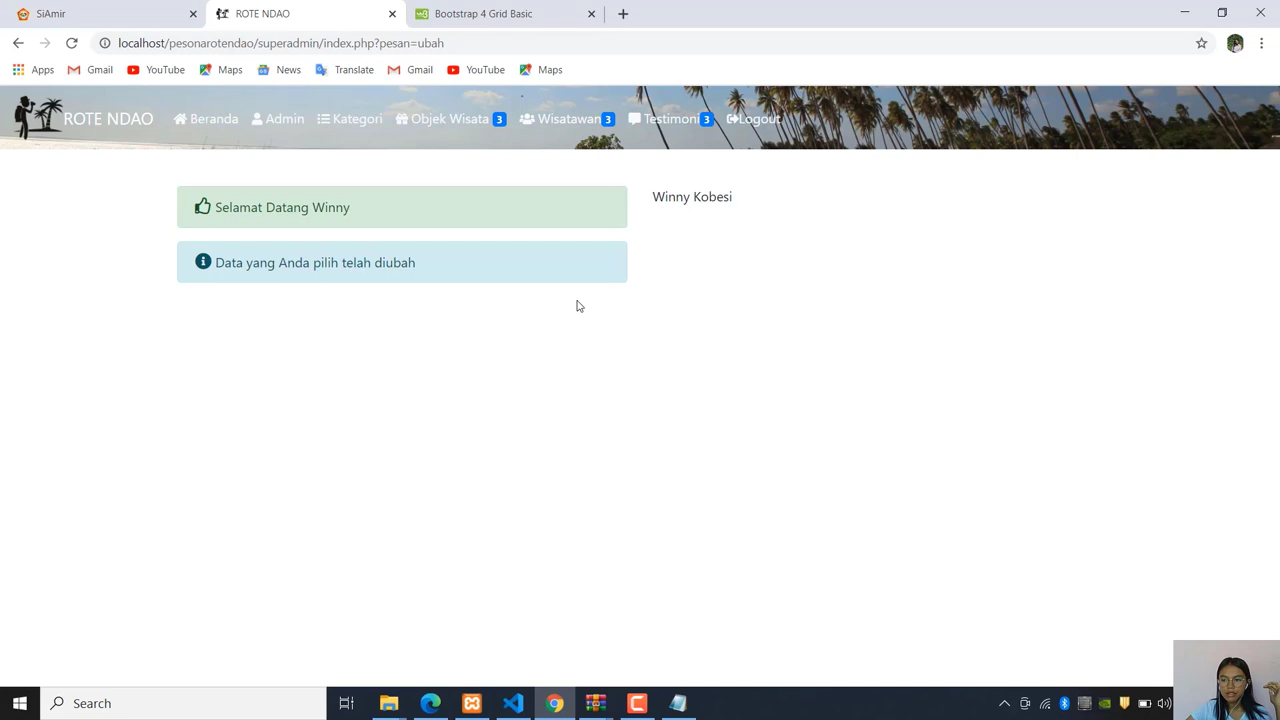 SiAmir
ROTE NDAO
Bootstrap 4 Grid Basic
localhost/pesonarotendao/superadmin/index.php?pesan=ubah
Apps Gmail YouTube Maps News Translate Gmail YouTube Maps
ROTE NDAO Beranda Admin Kategori Objek Wisata 3 Wisatawan 3 Testimoni 3 Logout
Selamat Datang Winny
Winny Kobesi
Data yang Anda pilih telah diubah
Search